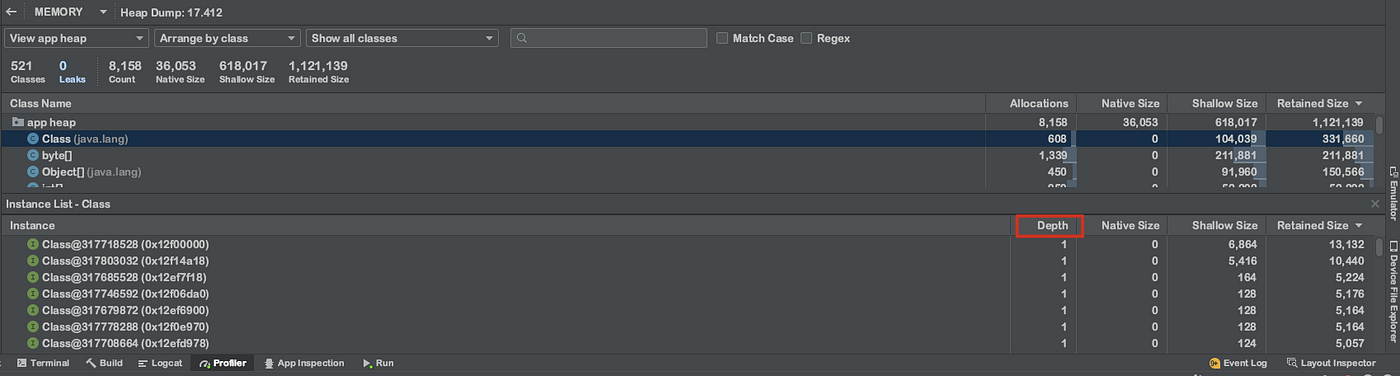 MEMORY Heap Dump: 17.412
View app heap Arrange by class Show all classes Match Case Regex
521 0 8,158 36,053 618,017 1,121,139
Classes Leaks Count Native Size Shallow Size Retained Size
Class Name Allocations Native Size Shallow Size Retained Size
app heap 8,158 36,053 618,017 1,121,139
Class (java.lang) 608 0 104,039 331,660
byte[] 1,339 0 211,881 211,881
Object[] (java.lang) 450 0 91,960 150,566
Instance List - Class
Instance Depth Native Size Shallow Size Retained Size
Class@317718528 (0x12f00000) 1 0 6,864 13,132
Class@317803032 (0x12f14a18) 1 0 5,416 10,440
Class@317685528 (0x12ef7f18) 1 0 164 5,224
Class@317746592 (0x12f06da0) 1 0 128 5,176
Class@317679872 (0x12ef6900) 1 0 128 5,164
Class@317778288 (0x12f0e970) 1 0 128 5,164
Class@317708664 (0x12efd978) 1 0 124 5,057
Terminal Build Logcat Profiler App Inspection Run Event Log Layout Inspector
Emulator
Device File Explorer